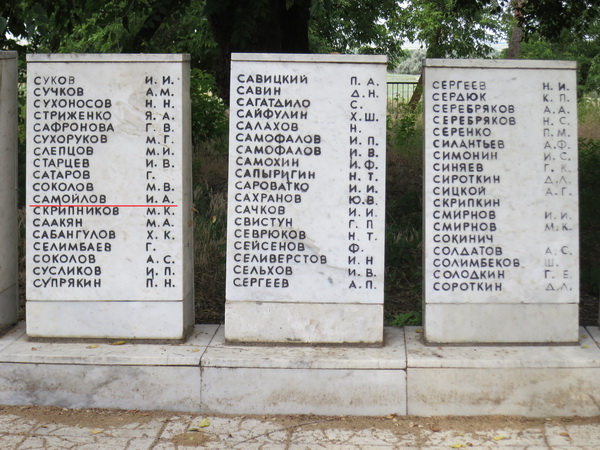 СУКОВ И. И.
СУЧКОВ А. М.
СУХОНОСОВ Н. Н.
СТРИЖЕНКО Я. А.
САФРОНОВА Г. В.
СУХОРУКОВ М. Г.
СЛЕПЦОВ М. И.
СТАРЦЕВ И. В.
САТАРОВ Г.
СОКОЛОВ М. В.
САМОЙЛОВ И. А.
СКРИПНИКОВ М. К.
СААКЯН М. А.
САБАНГУЛОВ Х. К.
СЕЛИМБАЕВ Г.
СОКОЛОВ А. С.
СУСЛИКОВ И. П.
СУПРЯКИН П. Н.
САВИЦКИЙ П. А.
САВИН Д. Н.
САГАТДИЛО С.
САЙФУЛИН Х. Ш.
САЛАХОВ Н.
САМОФАЛОВ И. П.
САМОФАЛОВ И. В.
САМОХИН И. Ф.
САПЫРИГИН Н. Т.
САРОВАТКО И. И.
САХРАНОВ Ю. В.
САЧКОВ И. И.
СВИСТУН Г. П
СЕВРЮКОВ Н. Т.
СЕЙСЕНОВ Ф.
СЕЛИВЕРСТОВ И. Н
СЕЛЬХОВ И. В.
СЕРГЕЕВ А. П
СЕРГЕЕВ Н. И.
СЕРДЮК К. П.
СЕРЕБРЯКОВ А. А.
СЕРЕБРЯКОВ Н. С.
СЕРЕНКО П. М.
СИЛАНТЬЕВ А. Ф.
СИМОНИН И. С.
СИНЯЕВ Г. К.
СИРОТКИН Д. Л.
СИЦКОЙ А. Г.
СКРИПКИН
СМИРНОВ И. И.
СМИРНОВ М. К.
СОКИНИЧ
СОЛДАТОВ А. С.
СОЛИМБЕКОВ Ш.
СОЛОДКИН Г. Е.
СОРОТКИН Д. Л.